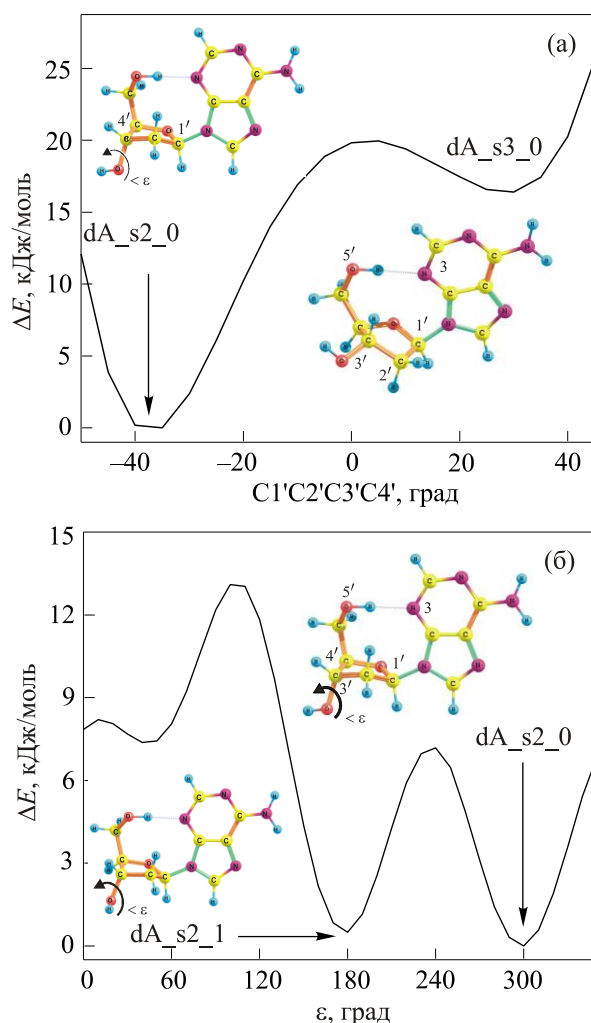 (а)
25
20
15
10
5
0
ΔE, кДж/моль
dA_s3_0
dA_s2_0
4′
1′
< ε
5′
3
1′
3′
2′
−40
−20
0
20
40
C1'C2'C3'C4', град
(б)
15
12
9
6
3
0
ΔE, кДж/моль
5′
3
4′
1′
3′
< ε
dA_s2_0
< ε
dA_s2_1
0
60
120
180
240
300
ε, град